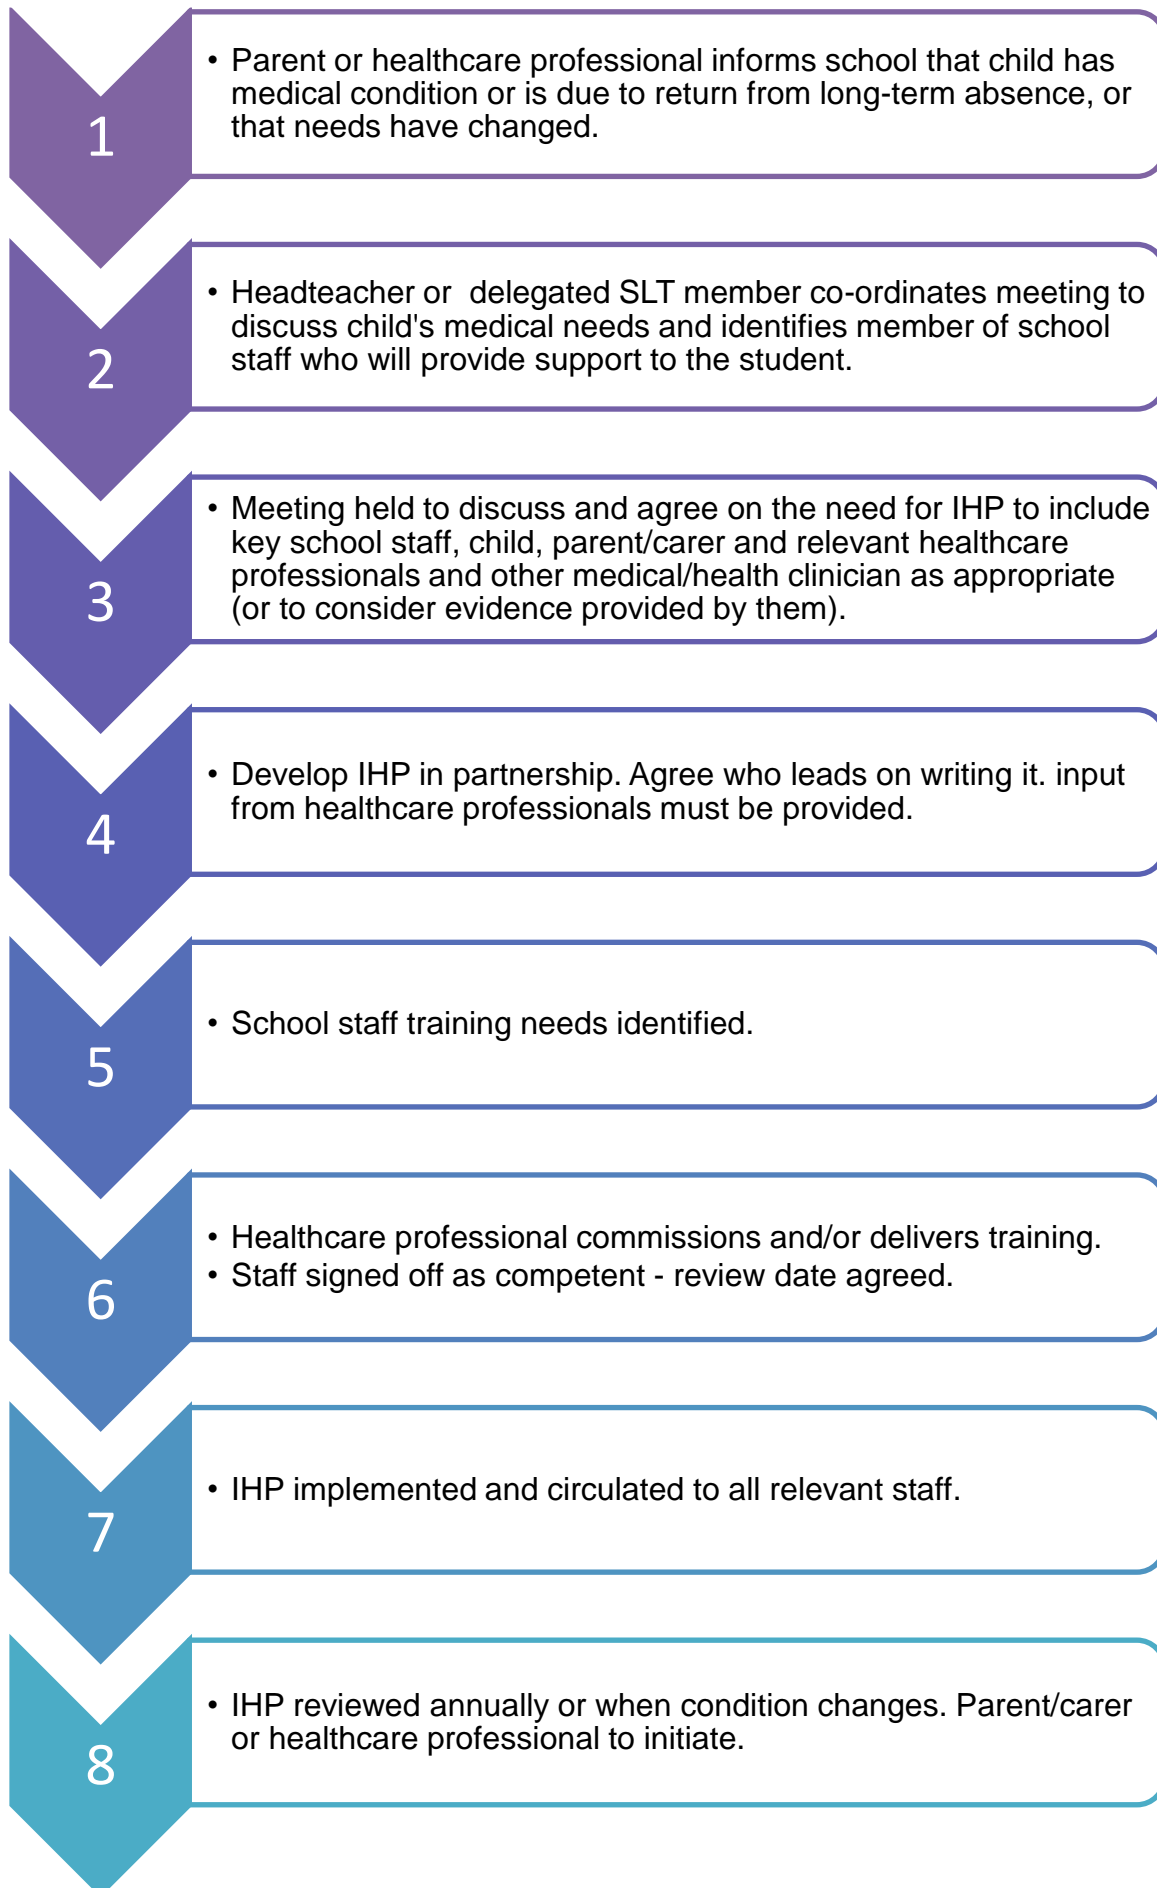 1
• Parent or healthcare professional informs school that child has
medical condition or is due to return from long-term absence, or
that needs have changed.
2
• Headteacher or  delegated SLT member co-ordinates meeting to
discuss child's medical needs and identifies member of school
staff who will provide support to the student.
3
• Meeting held to discuss and agree on the need for IHP to include
key school staff, child, parent/carer and relevant healthcare
professionals and other medical/health clinician as appropriate
(or to consider evidence provided by them).
4
• Develop IHP in partnership. Agree who leads on writing it. input
from healthcare professionals must be provided.
5
• School staff training needs identified.
6
• Healthcare professional commissions and/or delivers training.
• Staff signed off as competent - review date agreed.
7
• IHP implemented and circulated to all relevant staff.
8
• IHP reviewed annually or when condition changes. Parent/carer
or healthcare professional to initiate.